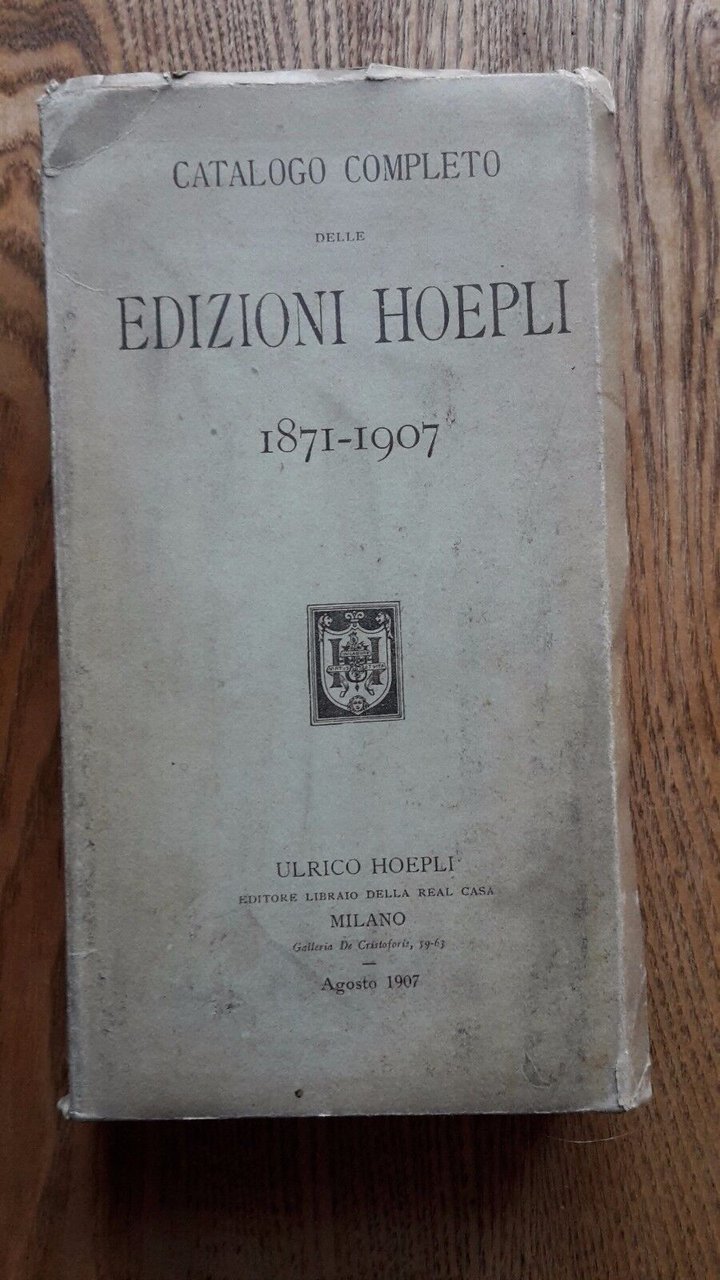 CATALOGO COMPLETO
DELLE
EDIZIONI HOEPLI
1871-1907
H
ULRICO HOEPLI
EDITORE LIBRAIO DELLA REAL CASA
MILANO
Galleria De Cristoforis, 59-63
Agosto 1907